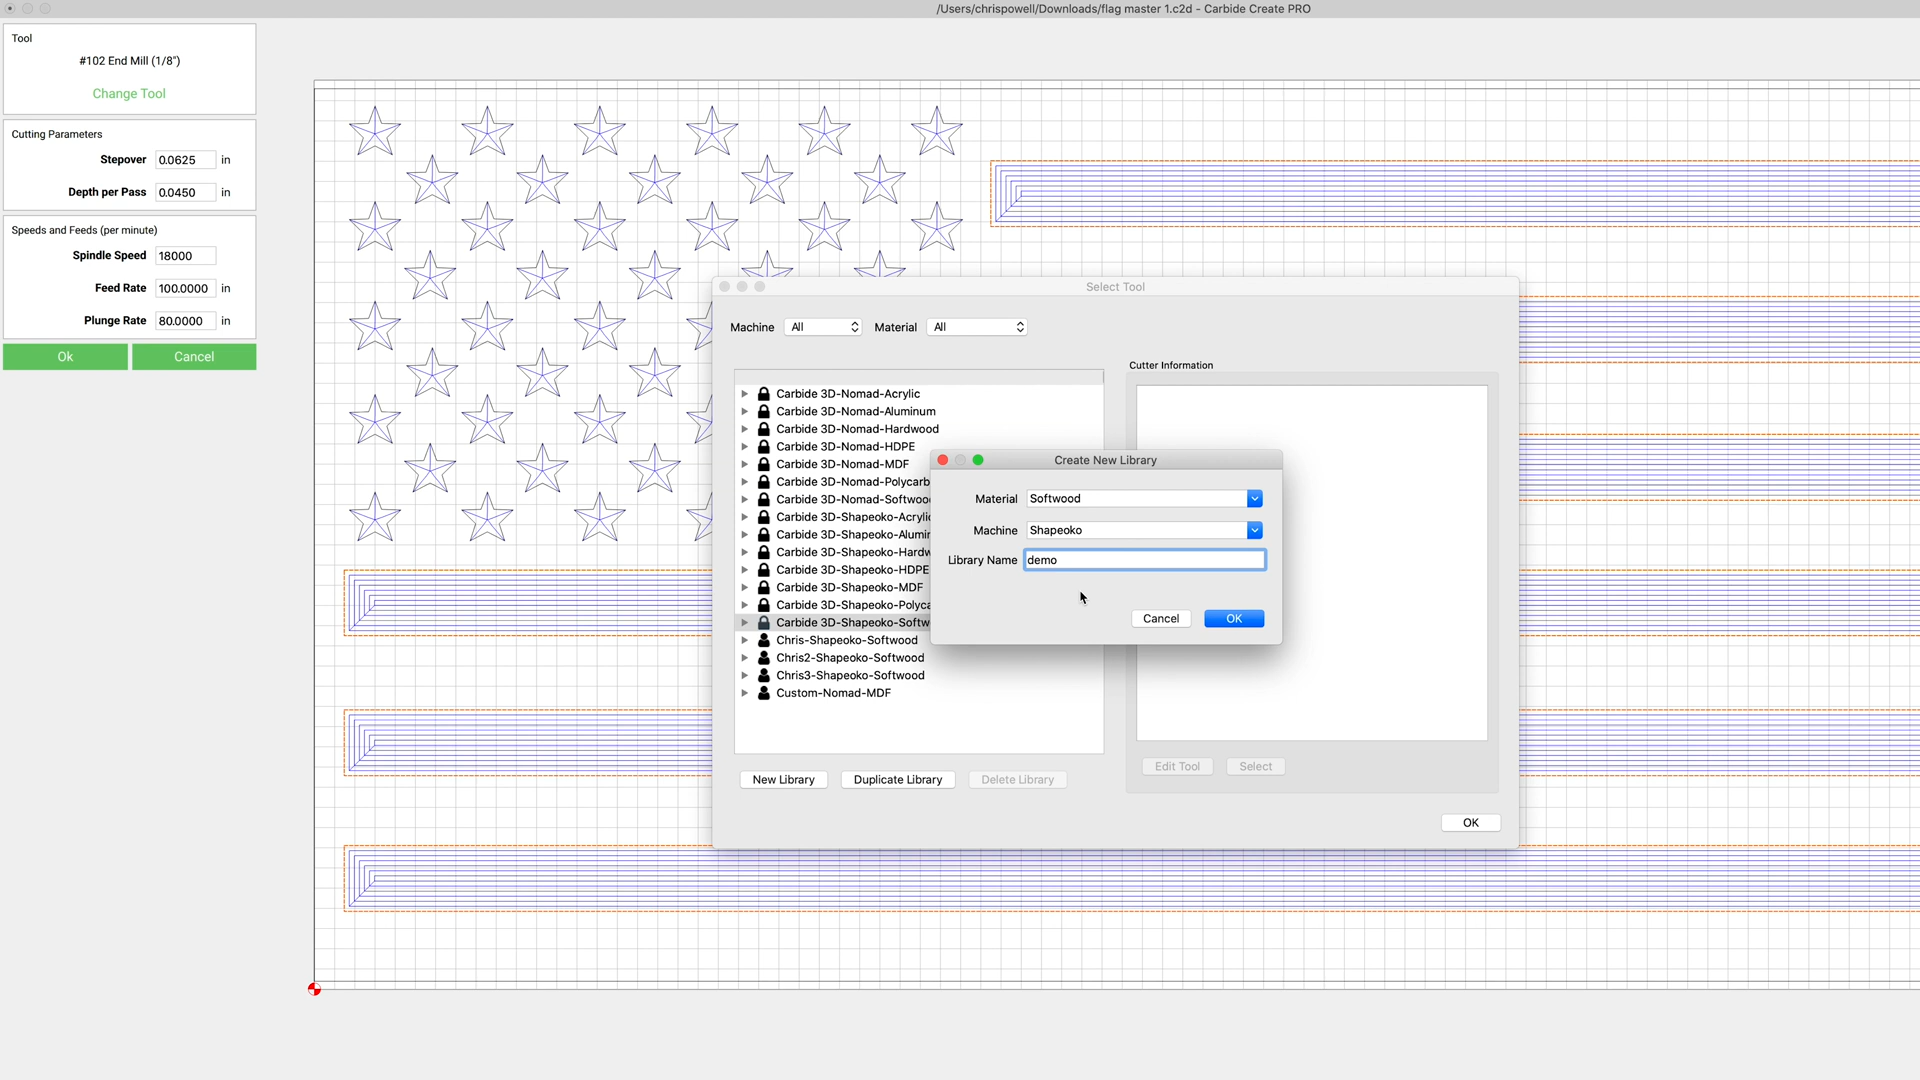 /Users/chrispowell/Downloads/flag master 1.c2d - Carbide Create PRO
Tool
#102 End Mill (1/8")
Change Tool
Cutting Parameters
Stepover 0.0625 in
Depth per Pass 0.0450 in
Speeds and Feeds (per minute)
Spindle Speed 18000
Feed Rate 100.0000 in
Plunge Rate 80.0000 in
Ok Cancel
Select Tool
Machine All Material All
Cutter Information
Carbide 3D-Nomad-Acrylic
Carbide 3D-Nomad-Aluminum
Carbide 3D-Nomad-Hardwood
Carbide 3D-Nomad-HDPE
Carbide 3D-Nomad-MDF
Carbide 3D-Nomad-Polycarb
Carbide 3D-Nomad-Softwoo
Carbide 3D-Shapeoko-Acryli
Carbide 3D-Shapeoko-Alumir
Carbide 3D-Shapeoko-Hardw
Carbide 3D-Shapeoko-HDPE
Carbide 3D-Shapeoko-MDF
Carbide 3D-Shapeoko-Polyca
Carbide 3D-Shapeoko-Softw
Chris-Shapeoko-Softwood
Chris2-Shapeoko-Softwood
Chris3-Shapeoko-Softwood
Custom-Nomad-MDF
New Library Duplicate Library Delete Library
Edit Tool Select
OK
Create New Library
Material Softwood
Machine Shapeoko
Library Name demo
Cancel OK